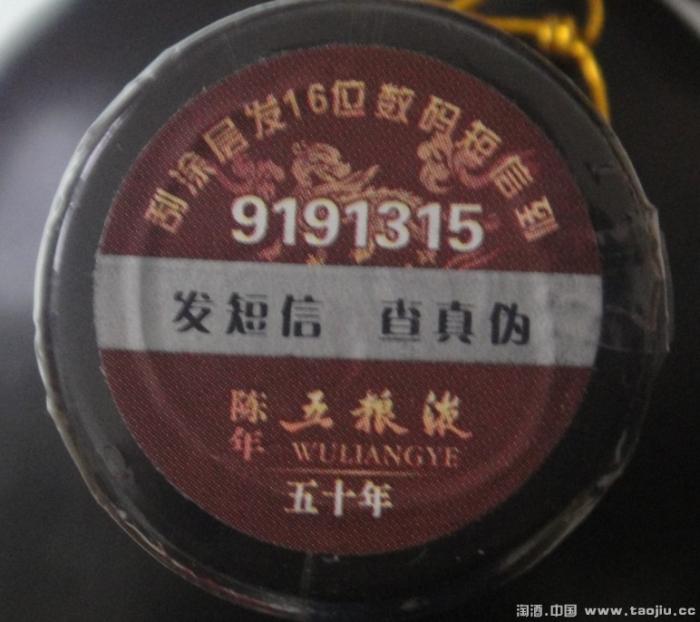 刮涂层发16位数码短信到
9191315
发短信 查真伪
陈年 五粮液
WULIANGYE
五十年
淘酒.中国 www.taojiu.cc